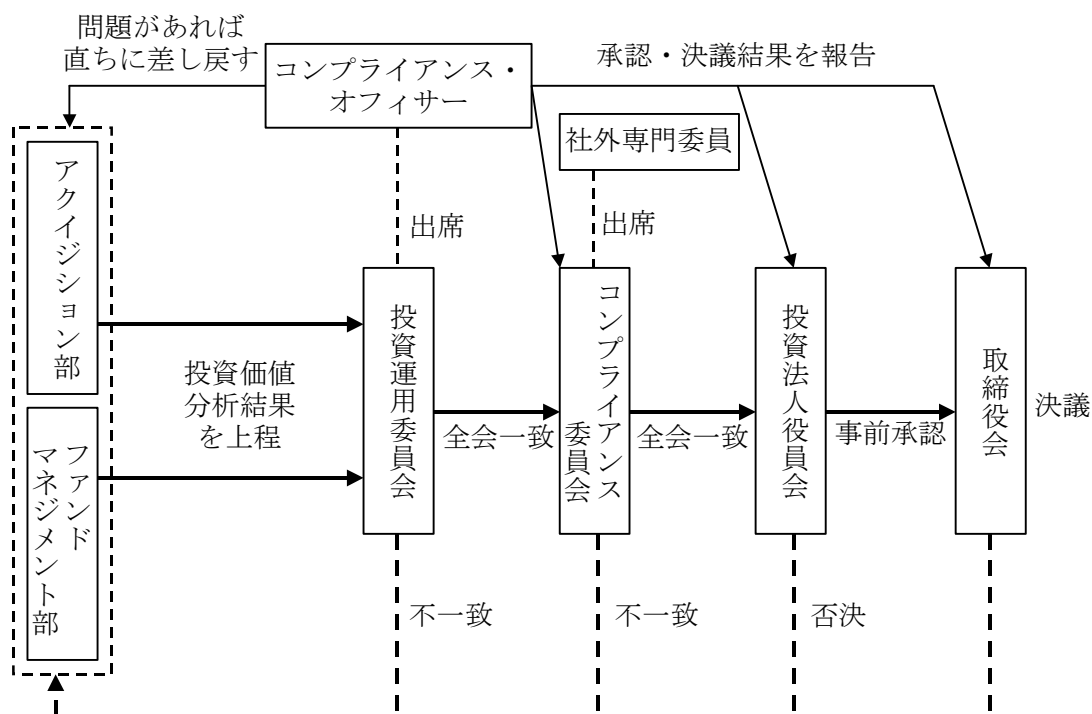 問題があれば
直ちに差し戻す
コンプライアンス・
オフィサー
承認・決議結果を報告
社外専門委員
アクイジション部
出席
出席
投資価値
分析結果
を上程
投資運用委員会
全会一致
コンプライアンス
委員会
全会一致
投資法人役員会
事前承認
取締役会
決議
ファンド
マネジメント部
不一致
不一致
否決